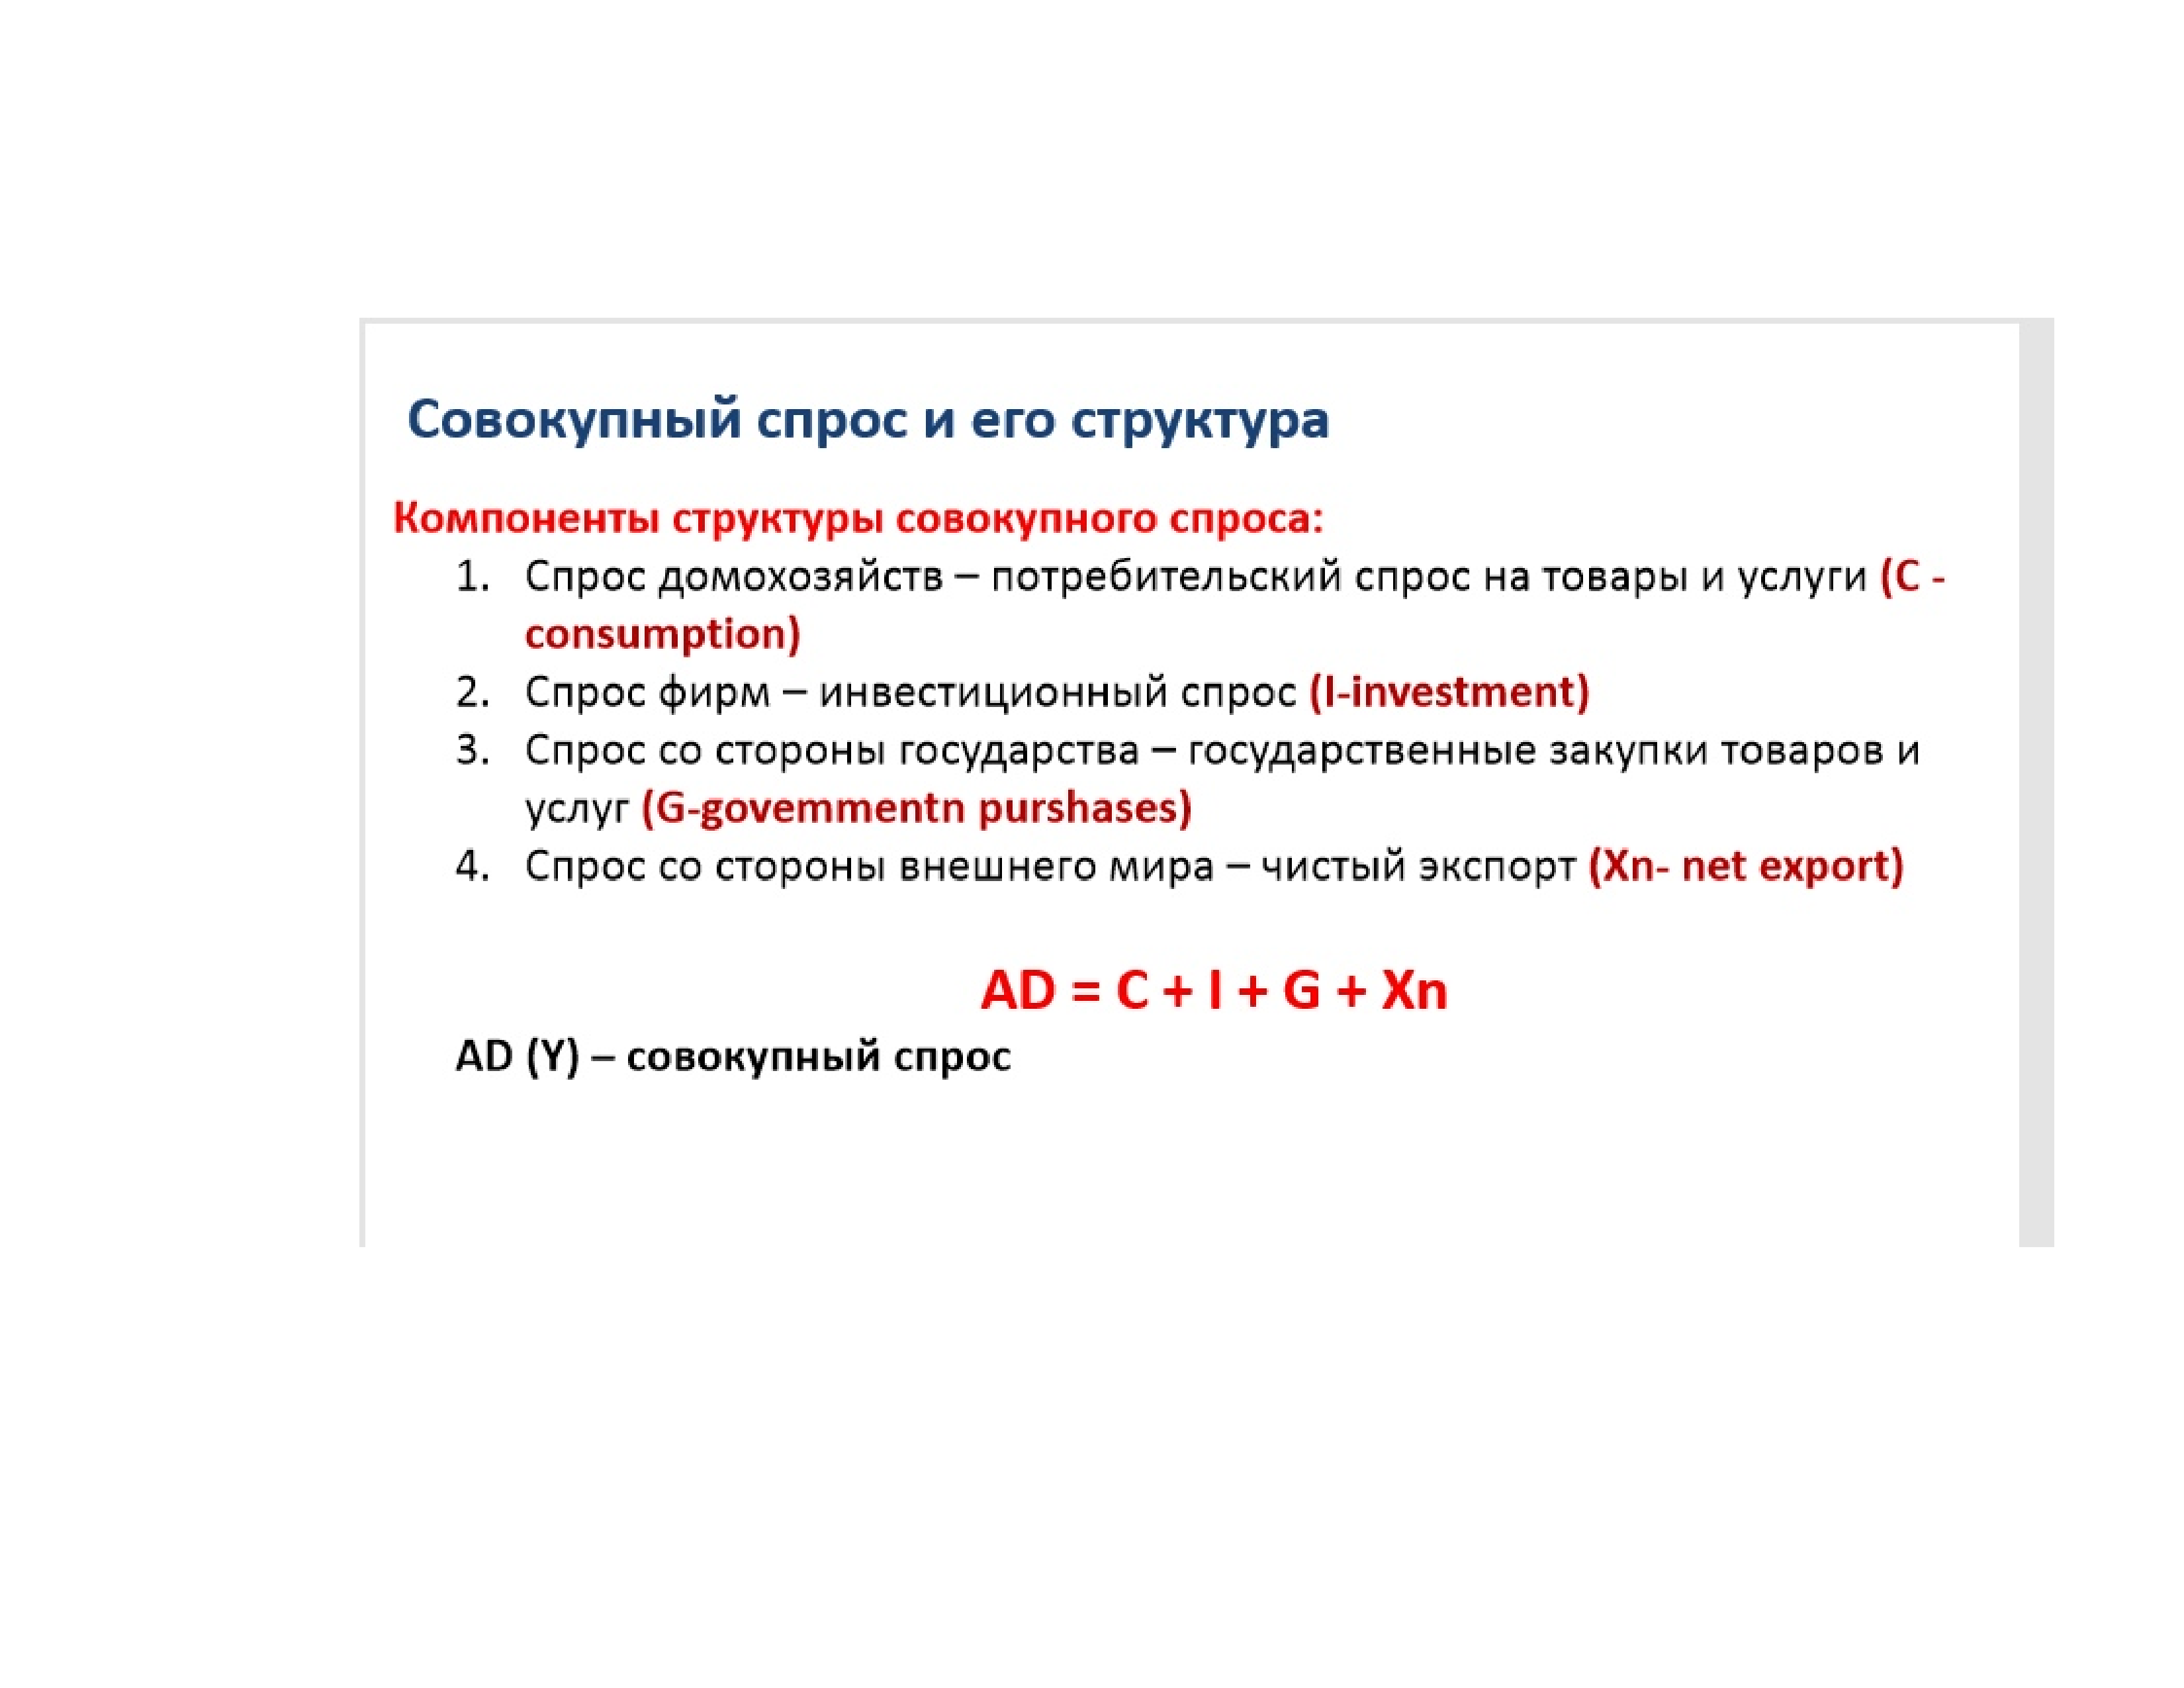 Совокупный спрос и его структура
Компоненты структуры совокупного спроса:
1. Спрос домохозяйств – потребительский спрос на товары и услуги (C -
consumption)
2. Спрос фирм – инвестиционный спрос (I-investment)
3. Спрос со стороны государства – государственные закупки товаров и
услуг (G-govemmentn purshases)
4. Спрос со стороны внешнего мира – чистый экспорт (Xn- net export)
AD = C + I + G + Xn
AD (Y) – совокупный спрос